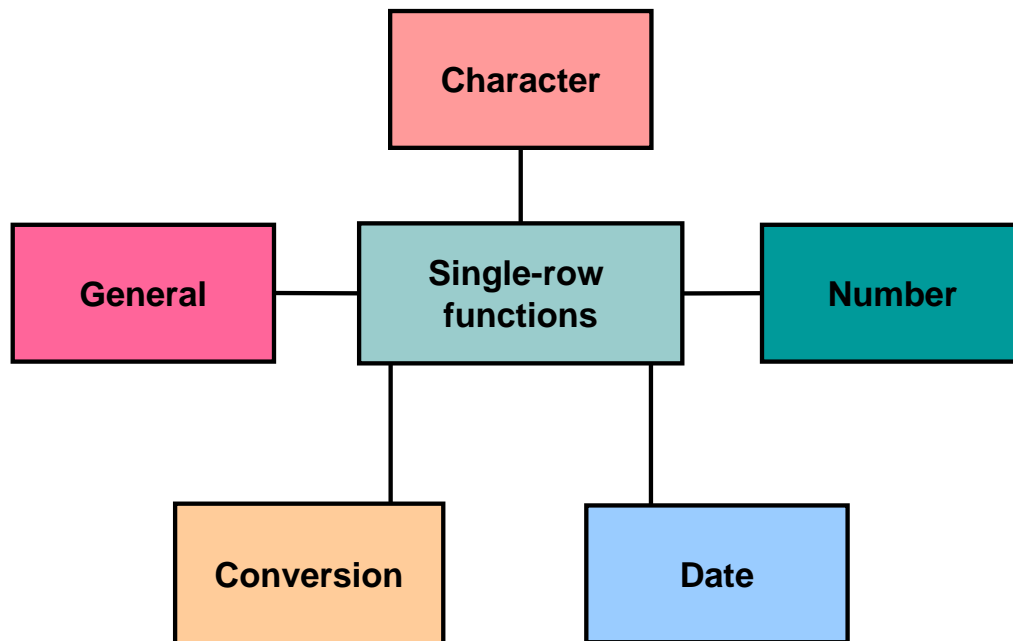 Character
General
Single-row
functions
Number
Conversion
Date